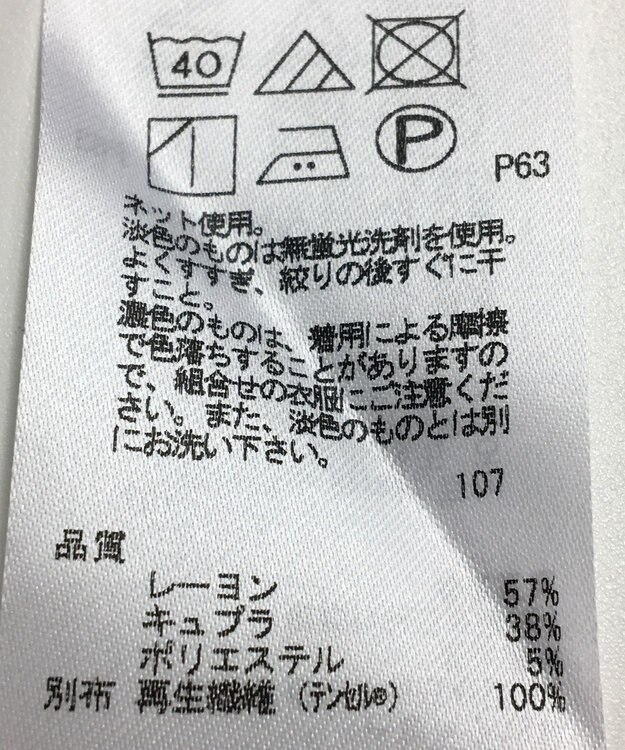 40
P
P63
ネット使用。
淡色のものは無蛍光洗剤を使用。
よくすすぎ、絞りの後すぐに干
すこと。
濃色のものは、着用による摩擦
で色落ちすることがありますの
で、組合せの衣服にご注意くだ
さい。また、淡色のものとは別
にお洗い下さい。
107
品質
レーヨン 57%
キュプラ 38%
ポリエステル 5%
別布 再生繊維（テンセル®） 100%